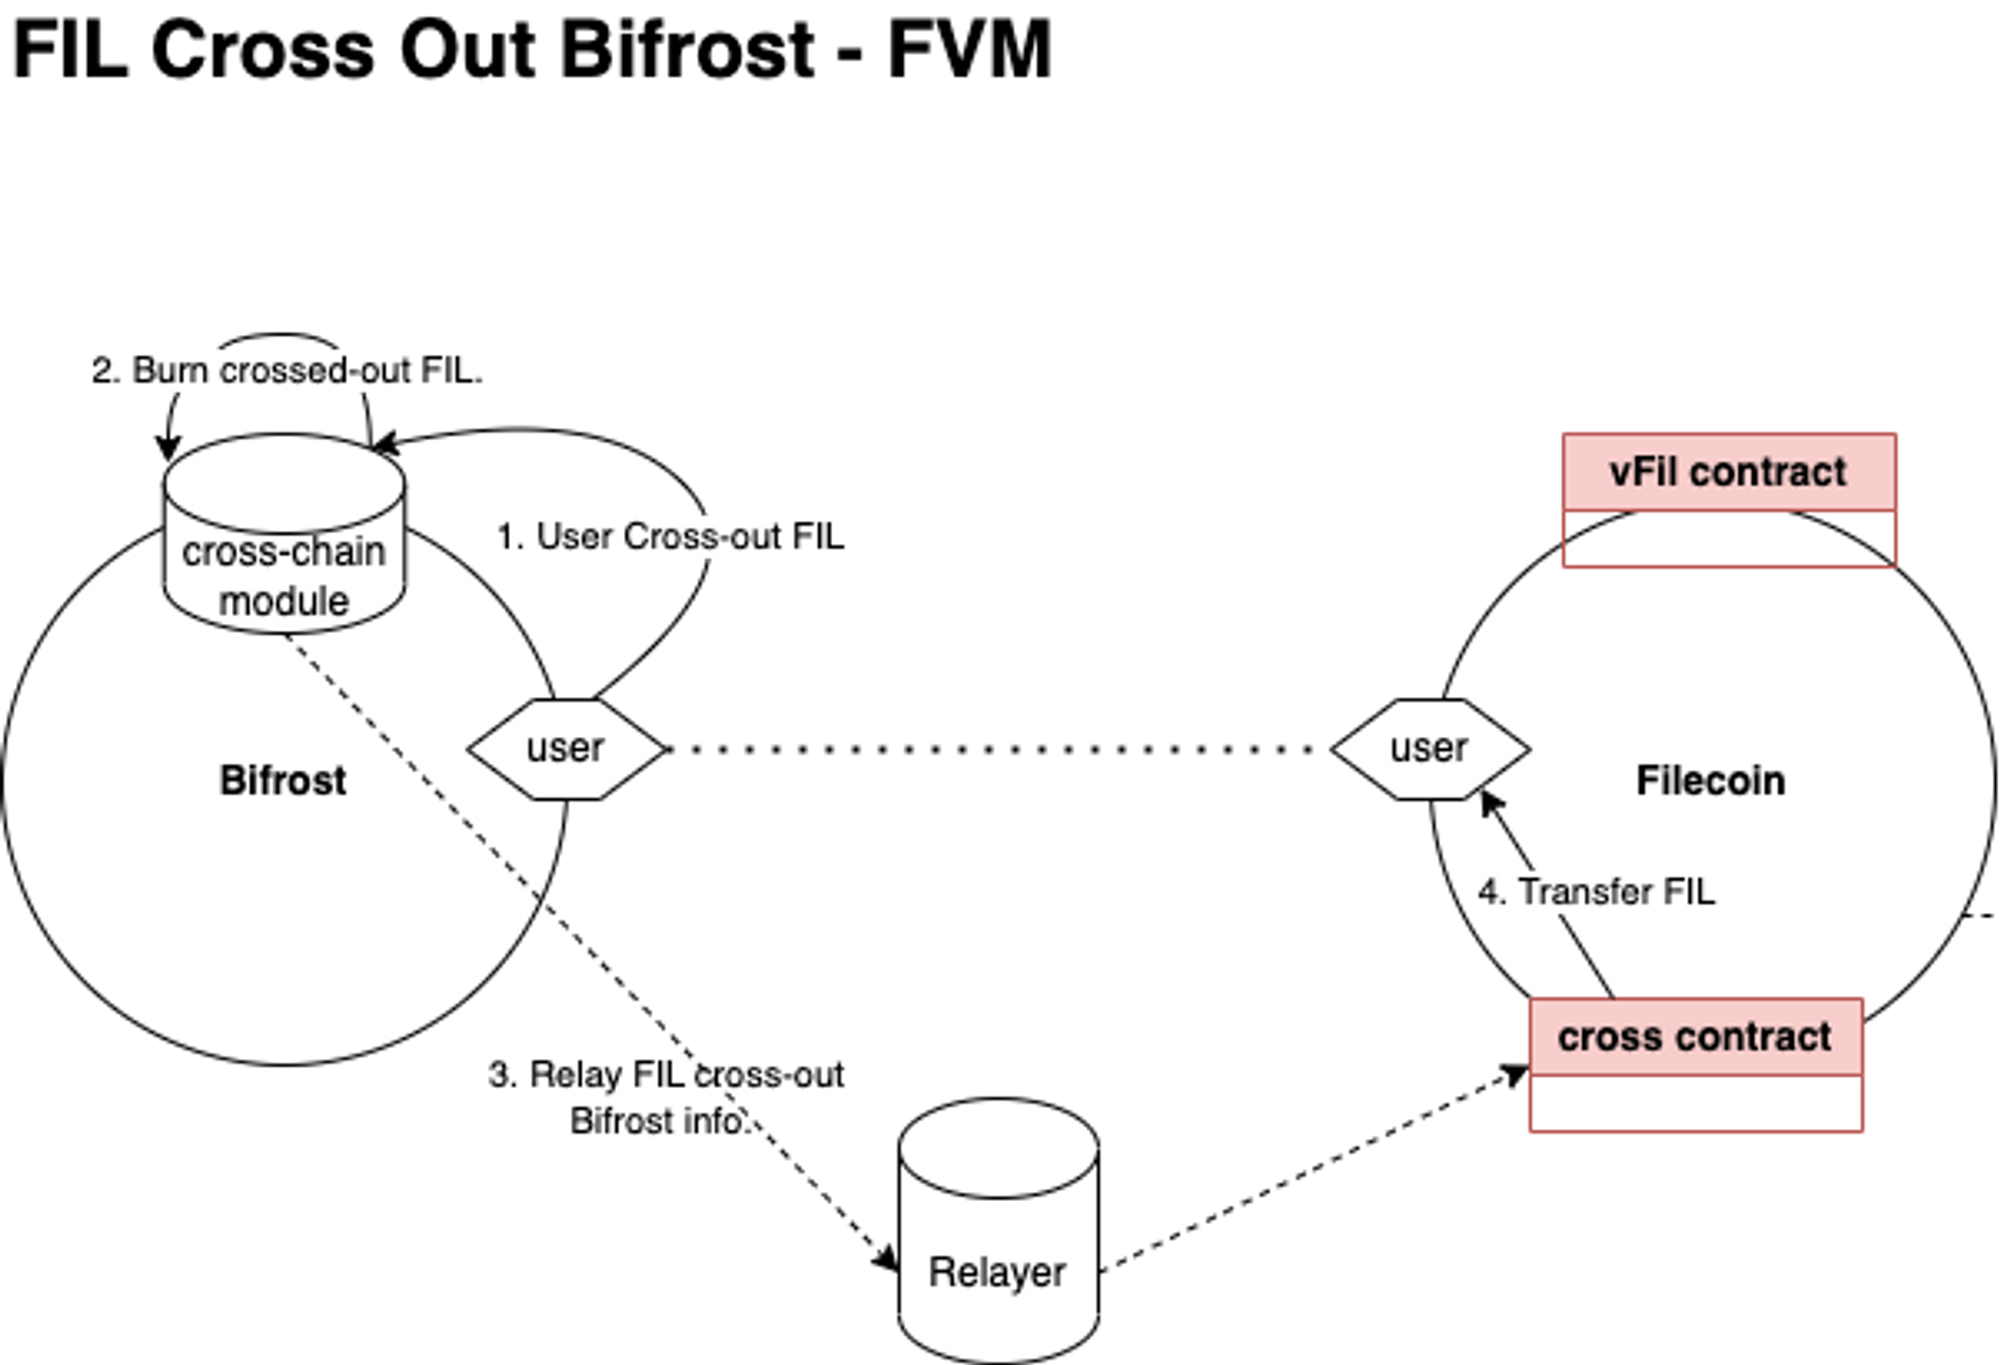 FIL Cross Out Bifrost - FVM
2. Burn crossed-out FIL.
1. User Cross-out FIL
cross-chain
module
vFil contract
user
user
Bifrost
Filecoin
4. Transfer FIL
cross contract
3. Relay FIL cross-out
Bifrost info.
Relayer